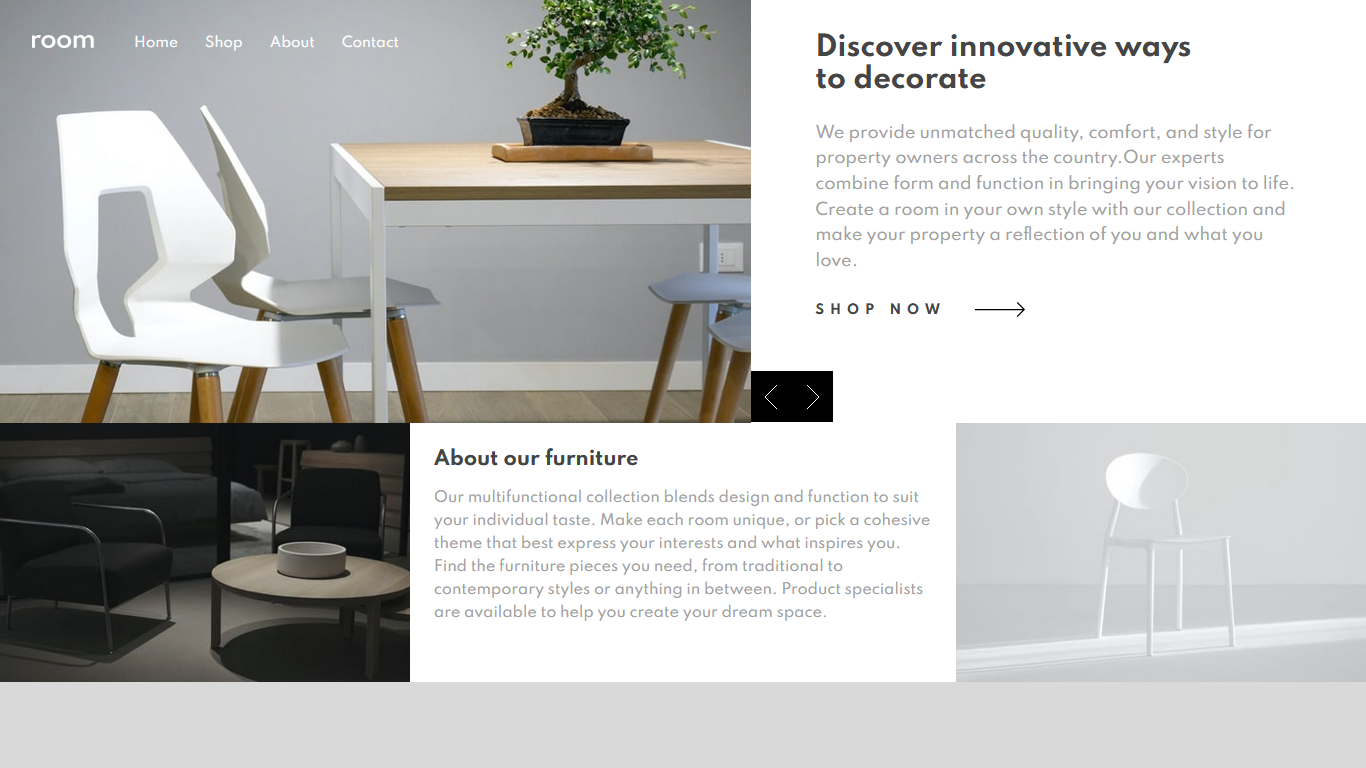 room Home Shop About Contact
Discover innovative ways
to decorate
We provide unmatched quality, comfort, and style for
property owners across the country.Our experts
combine form and function in bringing your vision to life.
Create a room in your own style with our collection and
make your property a reflection of you and what you
love.
SHOP NOW
About our furniture
Our multifunctional collection blends design and function to suit
your individual taste. Make each room unique, or pick a cohesive
theme that best express your interests and what inspires you.
Find the furniture pieces you need, from traditional to
contemporary styles or anything in between. Product specialists
are available to help you create your dream space.